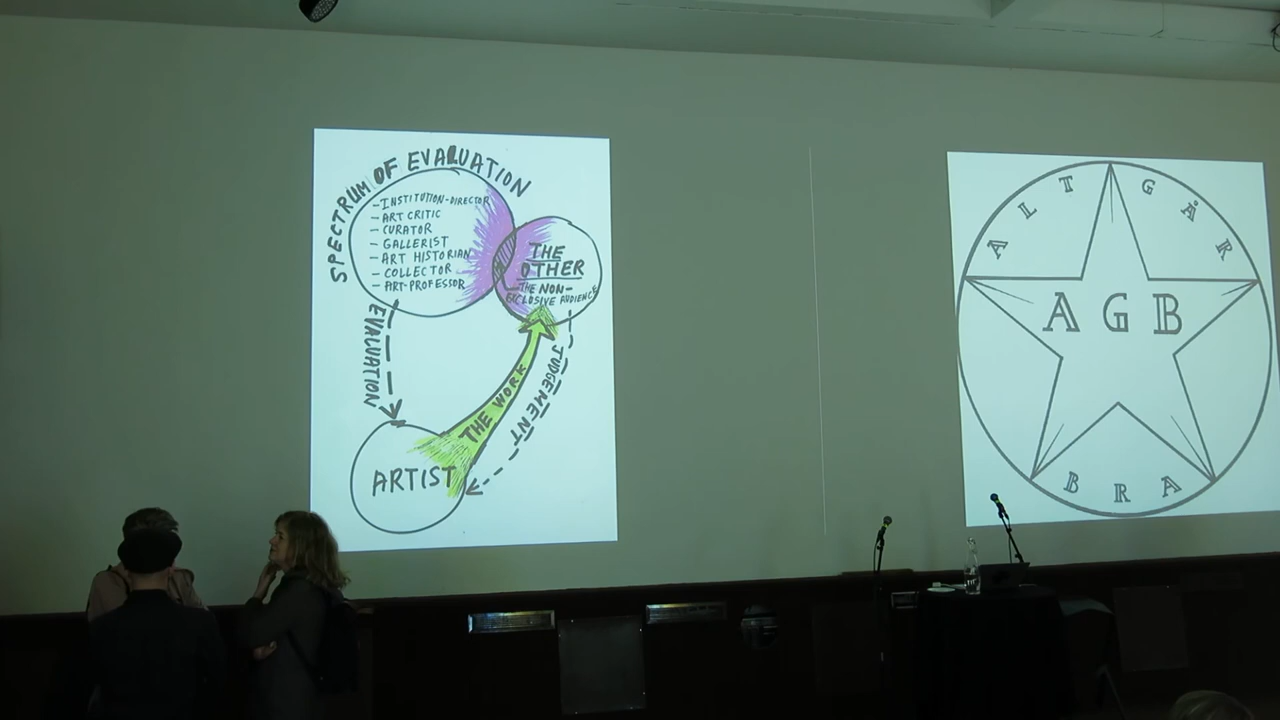 SPECTRUM OF EVALUATION
- INSTITUTION-DIRECTOR
- ART CRITIC
- CURATOR
- GALLERIST
- ART HISTORIAN
- COLLECTOR
- ART-PROFESSOR
THE
OTHER
THE NON-
EXCLUSIVE AUDIENCE
EVALUATION
THE WORK
JUDGEMENT
ARTIST
ALT GÅR
AGB
BRA